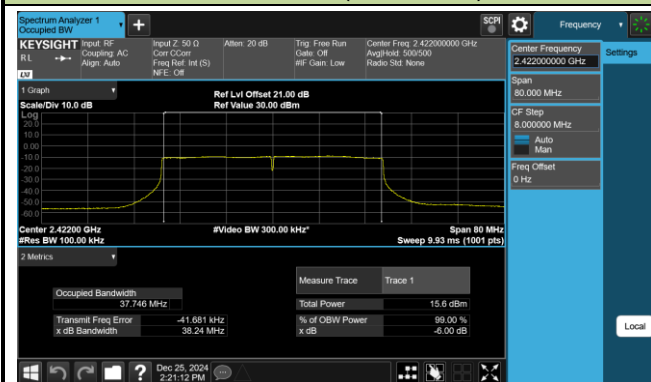 Spectrum Analyzer 1
Occupied BW
SCPI
Frequency
KEYSIGHT
Input: RF
Coupling: AC
Align: Auto
Input Z: 50 Ω
Corr CCorr
Freq Ref: Int (S)
NFE: Off
Atten: 20 dB
Trig: Free Run
Gate: Off
#IF Gain: Low
Center Freq: 2.422000000 GHz
Avg|Hold: 500/500
Radio Std: None
R L
LXI
Center Frequency
2.422000000 GHz
Settings
Span
80.000 MHz
CF Step
8.000000 MHz
Auto
Man
Freq Offset
0 Hz
1 Graph
Scale/Div 10.0 dB
Ref Lvl Offset 21.00 dB
Ref Value 30.00 dBm
Log
20.0
10.0
0.00
-10.0
-20.0
-30.0
-40.0
-50.0
-60.0
Center 2.42200 GHz
#Res BW 100.00 kHz
#Video BW 300.00 kHz*
Span 80 MHz
Sweep 9.93 ms (1001 pts)
2 Metrics
Measure Trace
Trace 1
Occupied Bandwidth
37.746 MHz
Total Power
15.6 dBm
Transmit Freq Error
-41.681 kHz
% of OBW Power
99.00 %
x dB Bandwidth
38.24 MHz
x dB
-6.00 dB
Local
Dec 25, 2024
2:21:12 PM